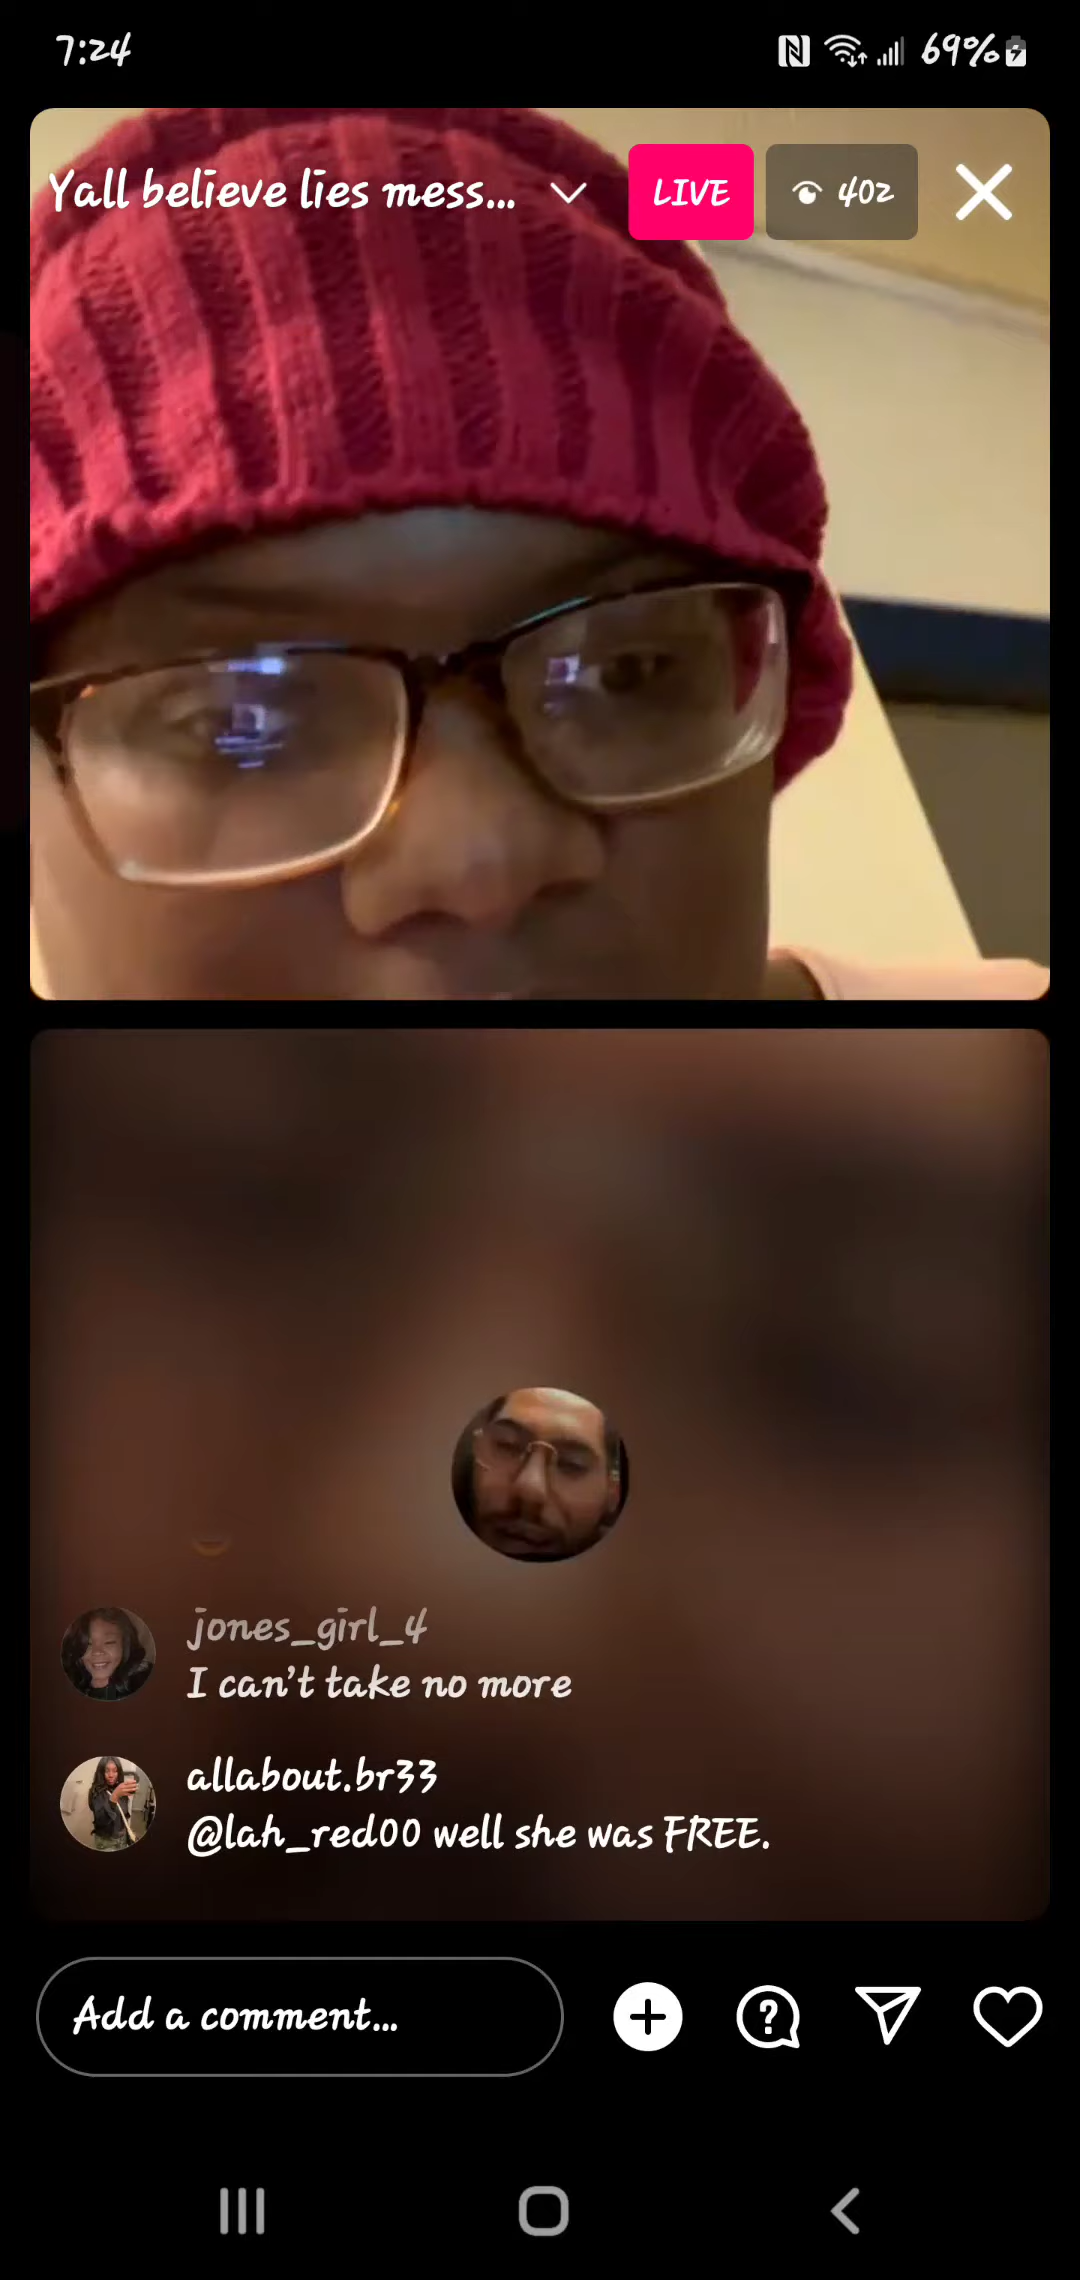 7:24
69%
Yall believe lies mess...
LIVE
402
jones_girl_4
I can't take no more
allabout.br33
@lah_red00 well she was FREE.
Add a comment...